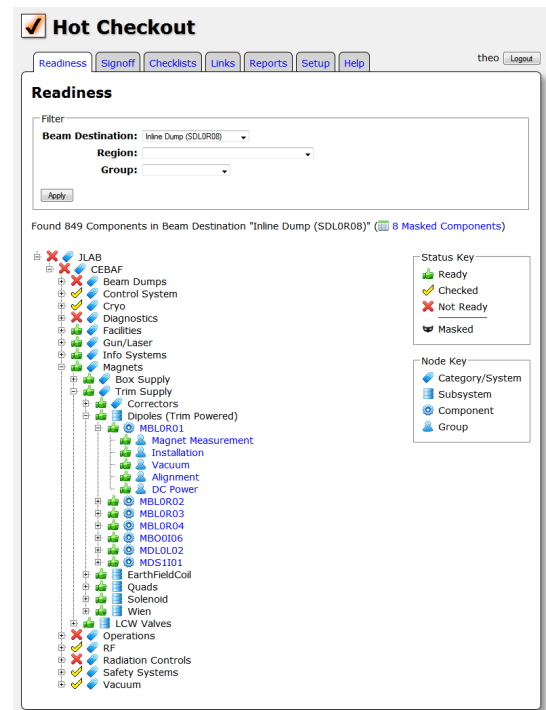 Hot Checkout
Readiness Signoff Checklists Links Reports Setup Help
theo Logout
Readiness
Filter
Beam Destination: Inline Dump (SDL0R08)
Region:
Group:
Apply
Found 849 Components in Beam Destination "Inline Dump (SDL0R08)" (8 Masked Components)
JLAB
CEBAF
Beam Dumps
Control System
Cryo
Diagnostics
Facilities
Gun/Laser
Info Systems
Magnets
Box Supply
Trim Supply
Correctors
Dipoles (Trim Powered)
MBL0R01
Magnet Measurement
Installation
Vacuum
Alignment
DC Power
MBL0R02
MBL0R03
MBL0R04
MBO0I06
MDL0L02
MDS1I01
EarthFieldCoil
Quads
Solenoid
Wien
LCW Valves
Operations
RF
Radiation Controls
Safety Systems
Vacuum
Status Key
Ready
Checked
Not Ready
Masked
Node Key
Category/System
Subsystem
Component
Group